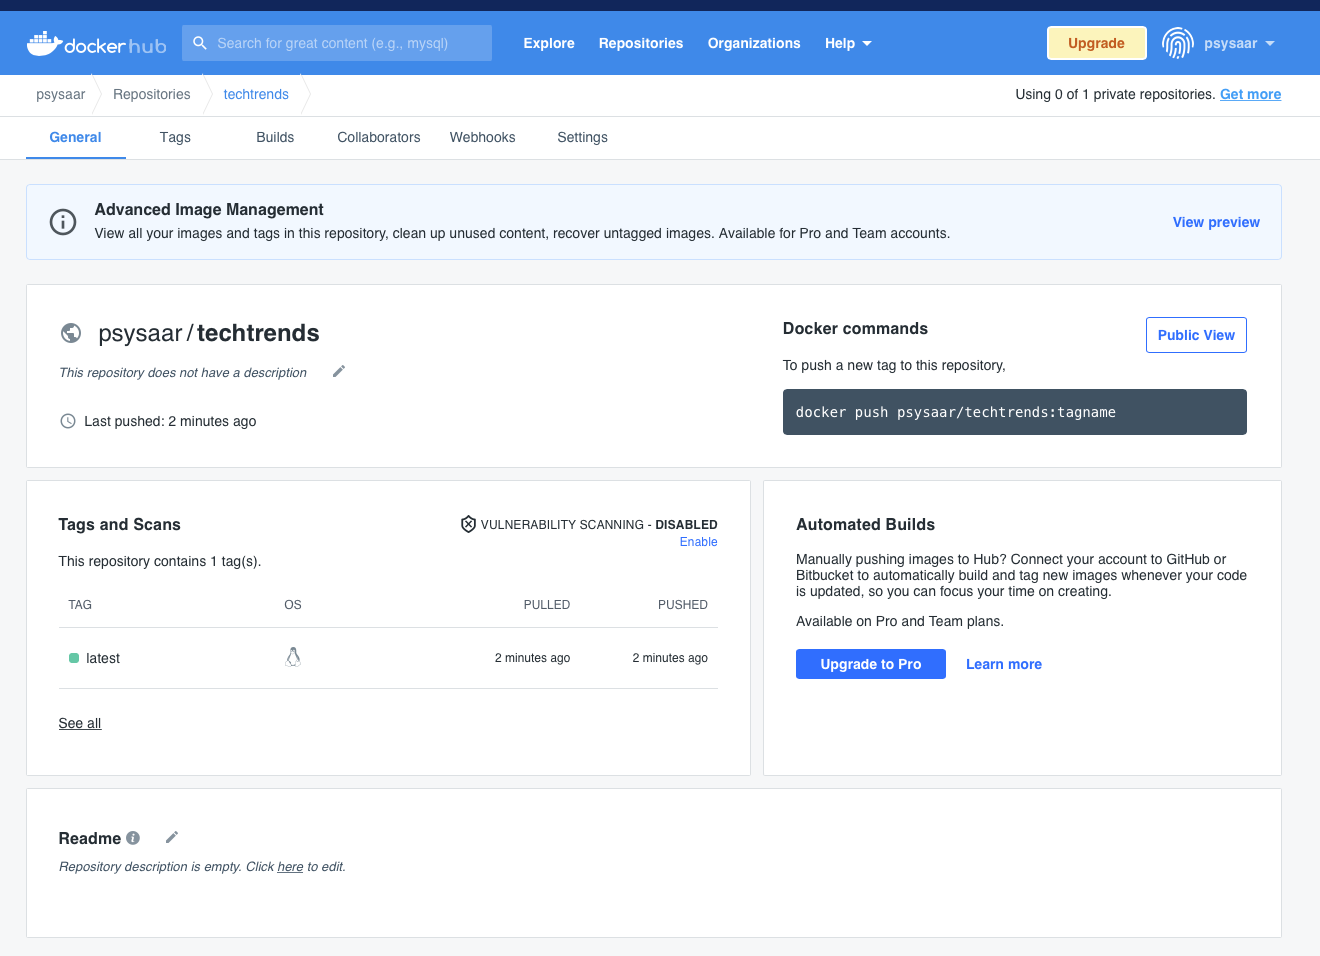 docker hub
Search for great content (e.g., mysql)
Explore
Repositories
Organizations
Help
Upgrade
psysaar
psysaar
Repositories
techtrends
Using 0 of 1 private repositories. Get more
General
Tags
Builds
Collaborators
Webhooks
Settings
Advanced Image Management
View all your images and tags in this repository, clean up unused content, recover untagged images. Available for Pro and Team accounts.
View preview
psysaar / techtrends
This repository does not have a description
Last pushed: 2 minutes ago
Docker commands
Public View
To push a new tag to this repository,
docker push psysaar/techtrends:tagname
Tags and Scans
VULNERABILITY SCANNING - DISABLED
Enable
This repository contains 1 tag(s).
TAG
OS
PULLED
PUSHED
latest
2 minutes ago
2 minutes ago
See all
Automated Builds
Manually pushing images to Hub? Connect your account to GitHub or
Bitbucket to automatically build and tag new images whenever your code
is updated, so you can focus your time on creating.
Available on Pro and Team plans.
Upgrade to Pro
Learn more
Readme
Repository description is empty. Click here to edit.